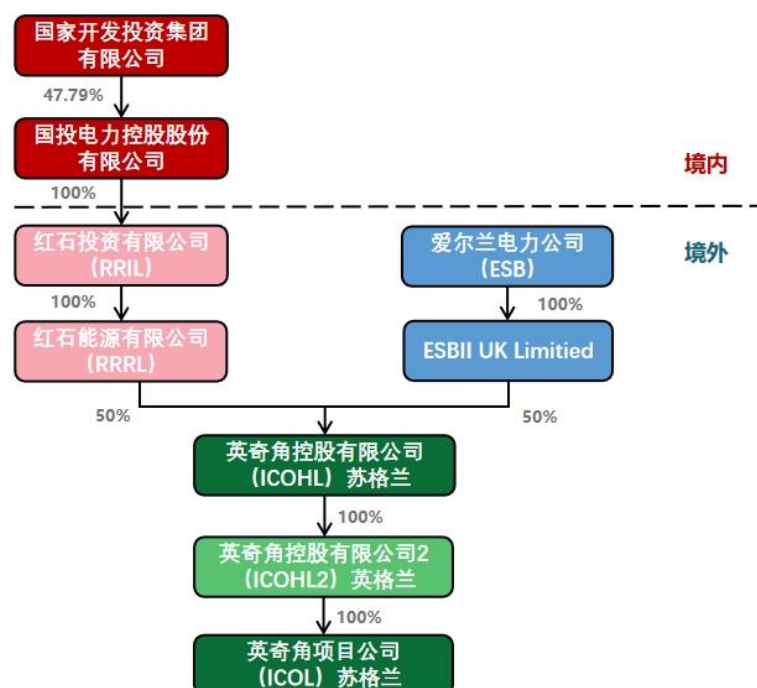 国家开发投资集团
有限公司
47.79%
国投电力控股股份
有限公司
境内
100%
境外
红石投资有限公司
（RRIL）
爱尔兰电力公司
（ESB）
100%
100%
红石能源有限公司
（RRRL）
ESBII UK Limitied
50%
50%
英奇角控股有限公司
（ICOHL）苏格兰
100%
英奇角控股有限公司2
（ICOHL2）英格兰
100%
英奇角项目公司
（ICOL）苏格兰